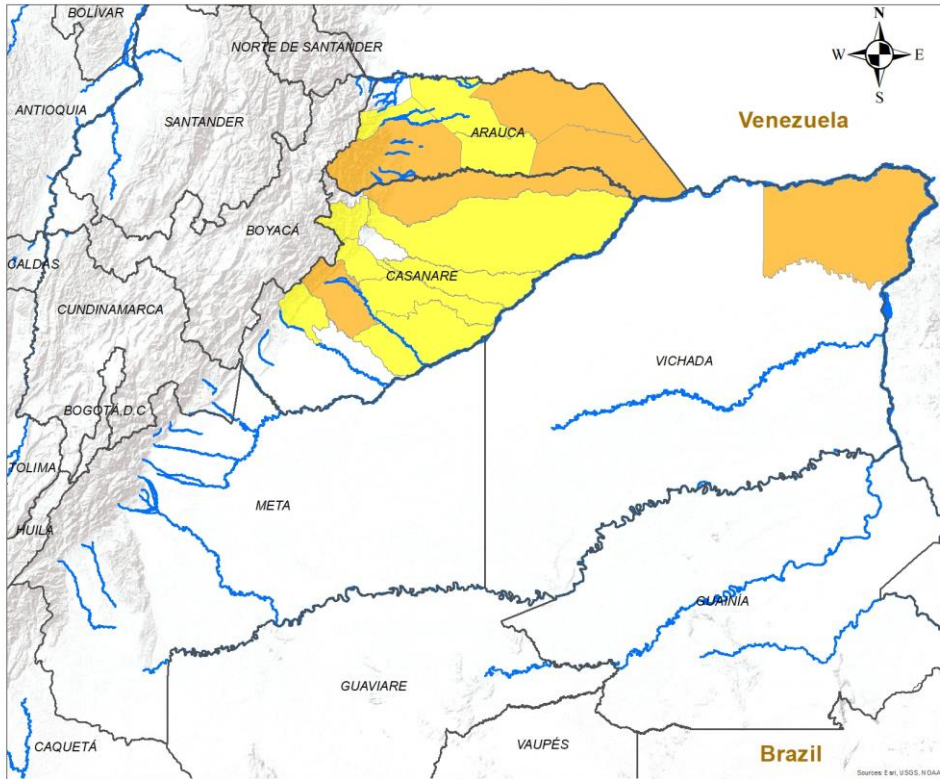 BOLÍVAR
N
NORTE DE SANTANDER
W
E
S
ANTIOQUIA
SANTANDER
Venezuela
ARAUCA
BOYACÁ
CALDAS
CASANARE
CUNDINAMARCA
VICHADA
BOGOTÁ, D.C
TOLIMA
META
HUILA
GUAINÍA
GUAVIARE
CAQUETÁ
VAUPÉS
Brazil
Sources: Esri, USGS, NOAA